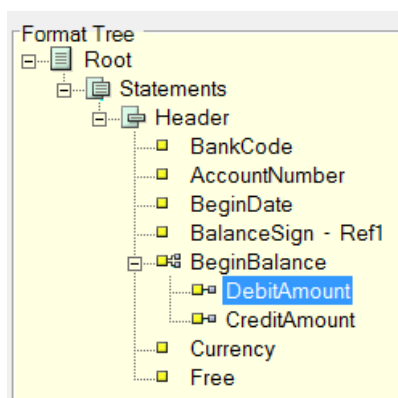 Format Tree
Root
Statements
Header
BankCode
AccountNumber
BeginDate
BalanceSign - Ref1
BeginBalance
DebitAmount
CreditAmount
Currency
Free